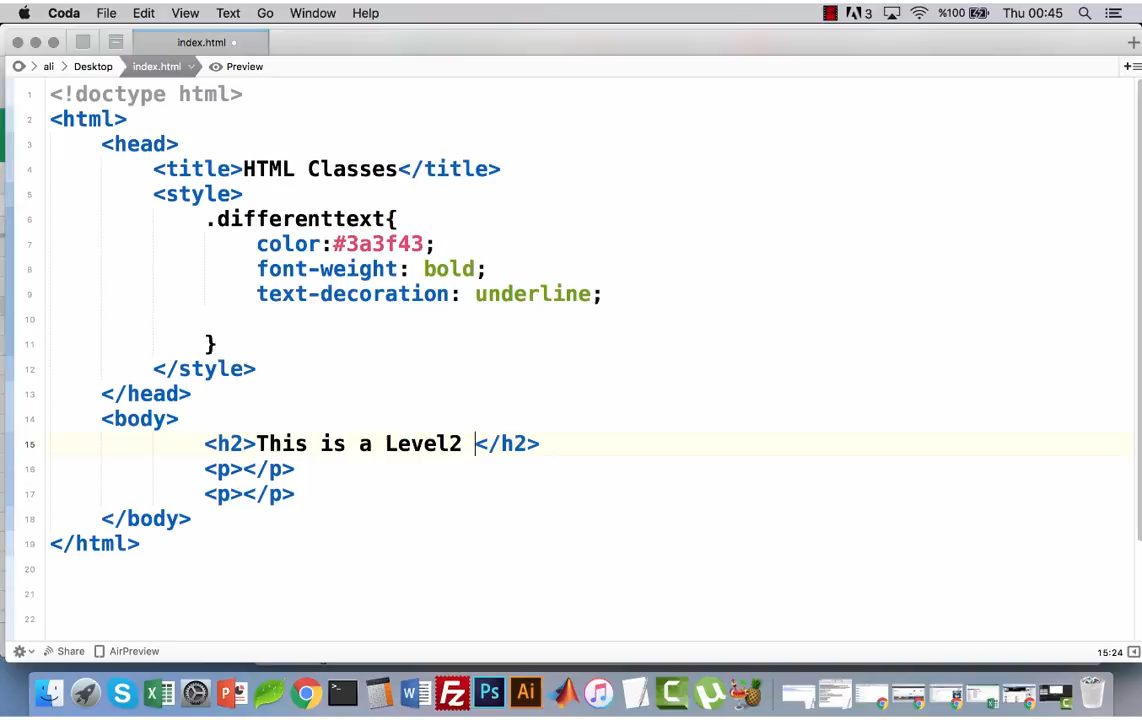 Coda File Edit View Text Go Window Help 3 %100 Thu 00:45
index.html
ali Desktop index.html Preview
1 <!doctype html>
2 <html>
3 <head>
4 <title>HTML Classes</title>
5 <style>
6 .differenttext{
7 color:#3a3f43;
8 font-weight: bold;
9 text-decoration: underline;
10
11 }
12 </style>
13 </head>
14 <body>
15 <h2>This is a Level2 </h2>
16 <p></p>
17 <p></p>
18 </body>
19 </html>
20
21
22
Share AirPreview 15:24